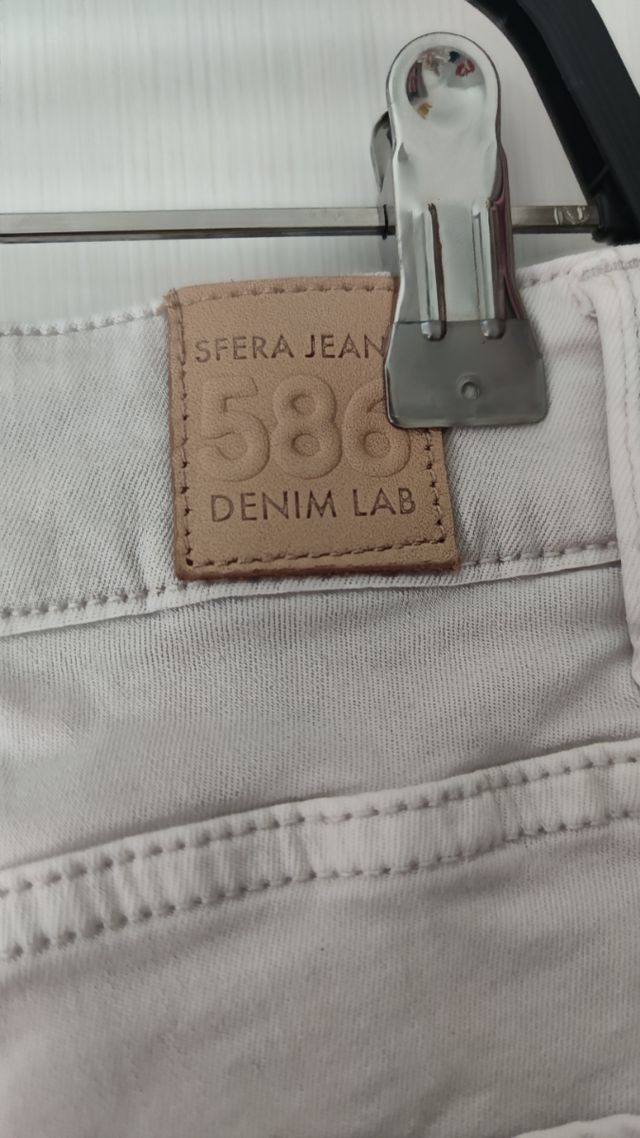 SFERA JEAN
586
DENIM LAB